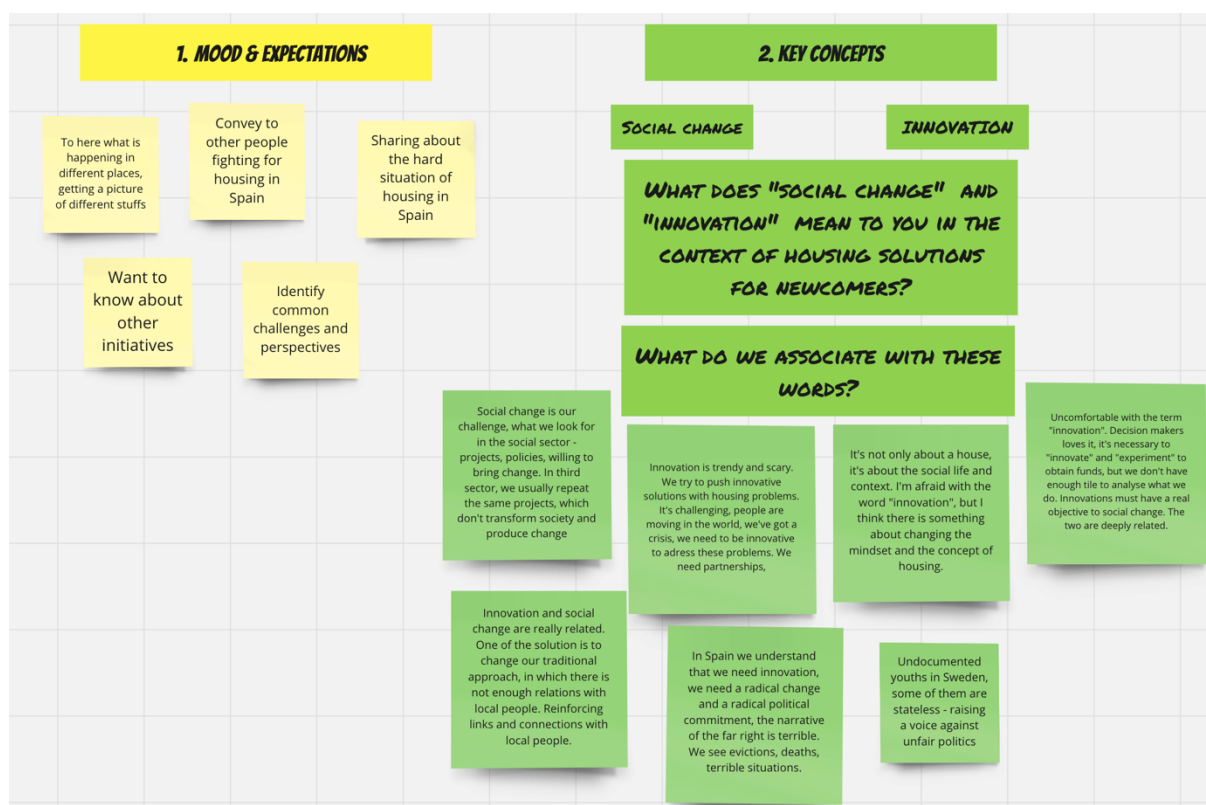 1. MOOD & EXPECTATIONS
To here what is
happening in
different places,
getting a picture
of different stuffs
Convey to
other people
fighting for
housing in
Spain
Sharing about
the hard
situation of
housing in
Spain
Want to
know about
other
initiatives
Identify
common
challenges and
perspectives
2. KEY CONCEPTS
SOCIAL CHANGE
INNOVATION
WHAT DOES "SOCIAL CHANGE" AND
"INNOVATION" MEAN TO YOU IN THE
CONTEXT OF HOUSING SOLUTIONS
FOR NEWCOMERS?
WHAT DO WE ASSOCIATE WITH THESE
WORDS?
Social change is our
challenge, what we look for
in the social sector -
projects, policies, willing to
bring change. In third
sector, we usually repeat
the same projects, which
don't transform society and
produce change
Innovation is trendy and scary.
We try to push innovative
solutions with housing problems.
It's challenging, people are
moving in the world, we've got a
crisis, we need to be innovative
to adress these problems. We
need partnerships,
It's not only about a house,
it's about the social life and
context. I'm afraid with the
word "innovation", but I
think there is something
about changing the
mindset and the concept of
housing.
Uncomfortable with the term
"innovation". Decision makers
loves it, it's necessary to
"innovate" and "experiment" to
obtain funds, but we don't have
enough tile to analyse what we
do. Innovations must have a real
objective to social change. The
two are deeply related.
Innovation and social
change are really related.
One of the solution is to
change our traditional
approach, in which there is
not enough relations with
local people. Reinforcing
links and connections with
local people.
In Spain we understand
that we need innovation,
we need a radical change
and a radical political
commitment, the narrative
of the far right is terrible.
We see evictions, deaths,
terrible situations.
Undocumented
youths in Sweden,
some of them are
stateless - raising
a voice against
unfair politics